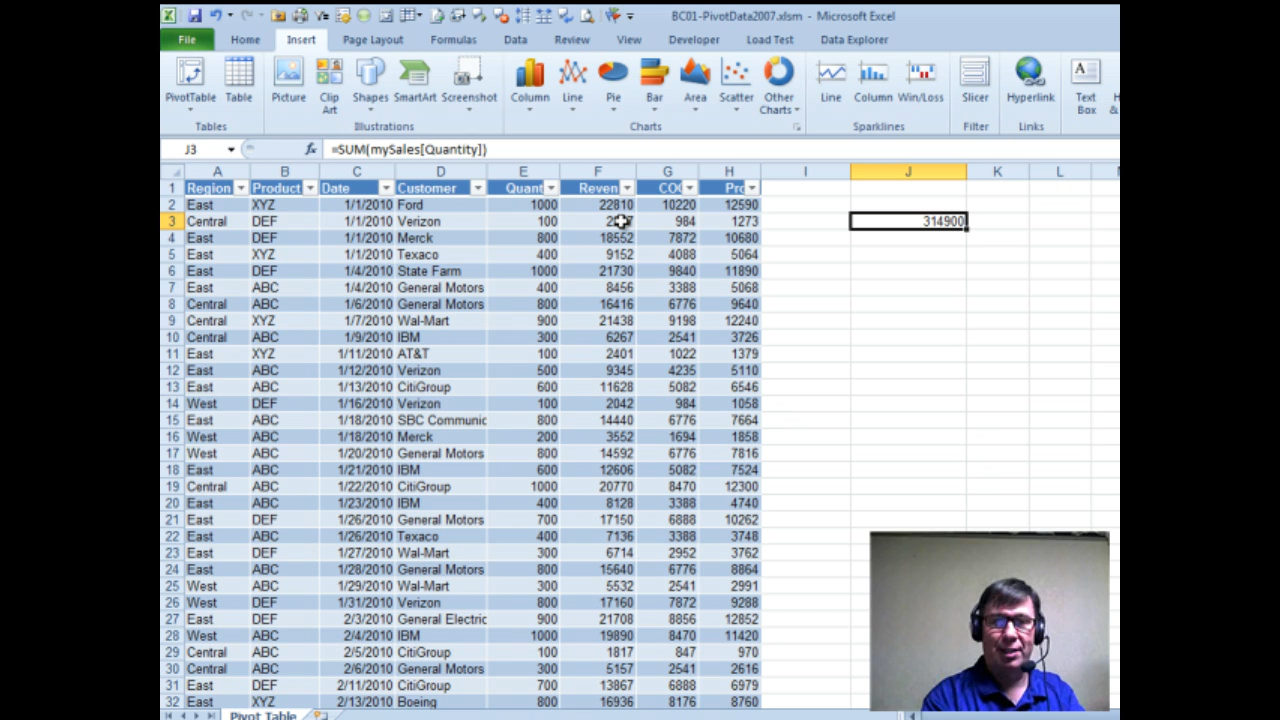 BC01-PivotData2007.xlsm - Microsoft Excel
File Home Insert Page Layout Formulas Data Review View Developer Load Test Data Explorer
PivotTable Table Picture Clip Art Shapes SmartArt Screenshot Column Line Pie Bar Area Scatter Other Charts Line Column Win/Loss Slicer Hyperlink Text Box
Tables Illustrations Charts Sparklines Filter Links
J3 fx =SUM(mySales[Quantity])
A B C D E F G H I J K L
1 Region Product Date Customer Quant Reven COG Pro
2 East XYZ 1/1/2010 Ford 1000 22810 10220 12590
3 Central DEF 1/1/2010 Verizon 100 984 1273 314900
4 East DEF 1/1/2010 Merck 800 18552 7872 10680
5 East XYZ 1/1/2010 Texaco 400 9152 4088 5064
6 East DEF 1/4/2010 State Farm 1000 21730 9840 11890
7 East ABC 1/4/2010 General Motors 400 8456 3388 5068
8 Central ABC 1/6/2010 General Motors 800 16416 6776 9640
9 Central XYZ 1/7/2010 Wal-Mart 900 21438 9198 12240
10 Central ABC 1/9/2010 IBM 300 6267 2541 3726
11 East XYZ 1/11/2010 AT&T 100 2401 1022 1379
12 East ABC 1/12/2010 Verizon 500 9345 4235 5110
13 East ABC 1/13/2010 CitiGroup 600 11628 5082 6546
14 West DEF 1/16/2010 Verizon 100 2042 984 1058
15 East ABC 1/18/2010 SBC Communic 800 14440 6776 7664
16 West ABC 1/18/2010 Merck 200 3552 1694 1858
17 West ABC 1/20/2010 General Motors 800 14592 6776 7816
18 East ABC 1/21/2010 IBM 600 12606 5082 7524
19 Central ABC 1/22/2010 CitiGroup 1000 20770 8470 12300
20 East ABC 1/23/2010 IBM 400 8128 3388 4740
21 East DEF 1/26/2010 General Motors 700 17150 6888 10262
22 East ABC 1/26/2010 Texaco 400 7136 3388 3748
23 East DEF 1/27/2010 Wal-Mart 300 6714 2952 3762
24 East ABC 1/28/2010 General Motors 800 15640 6776 8864
25 West ABC 1/29/2010 Wal-Mart 300 5532 2541 2991
26 West DEF 1/31/2010 Verizon 800 17160 7872 9288
27 East DEF 2/3/2010 General Electric 900 21708 8856 12852
28 West ABC 2/4/2010 IBM 1000 19890 8470 11420
29 Central ABC 2/5/2010 CitiGroup 100 1817 847 970
30 Central ABC 2/6/2010 General Motors 300 5157 2541 2616
31 East DEF 2/11/2010 CitiGroup 700 13867 6888 6979
32 East XYZ 2/13/2010 Boeing 800 16936 8176 8760
Pivot Table